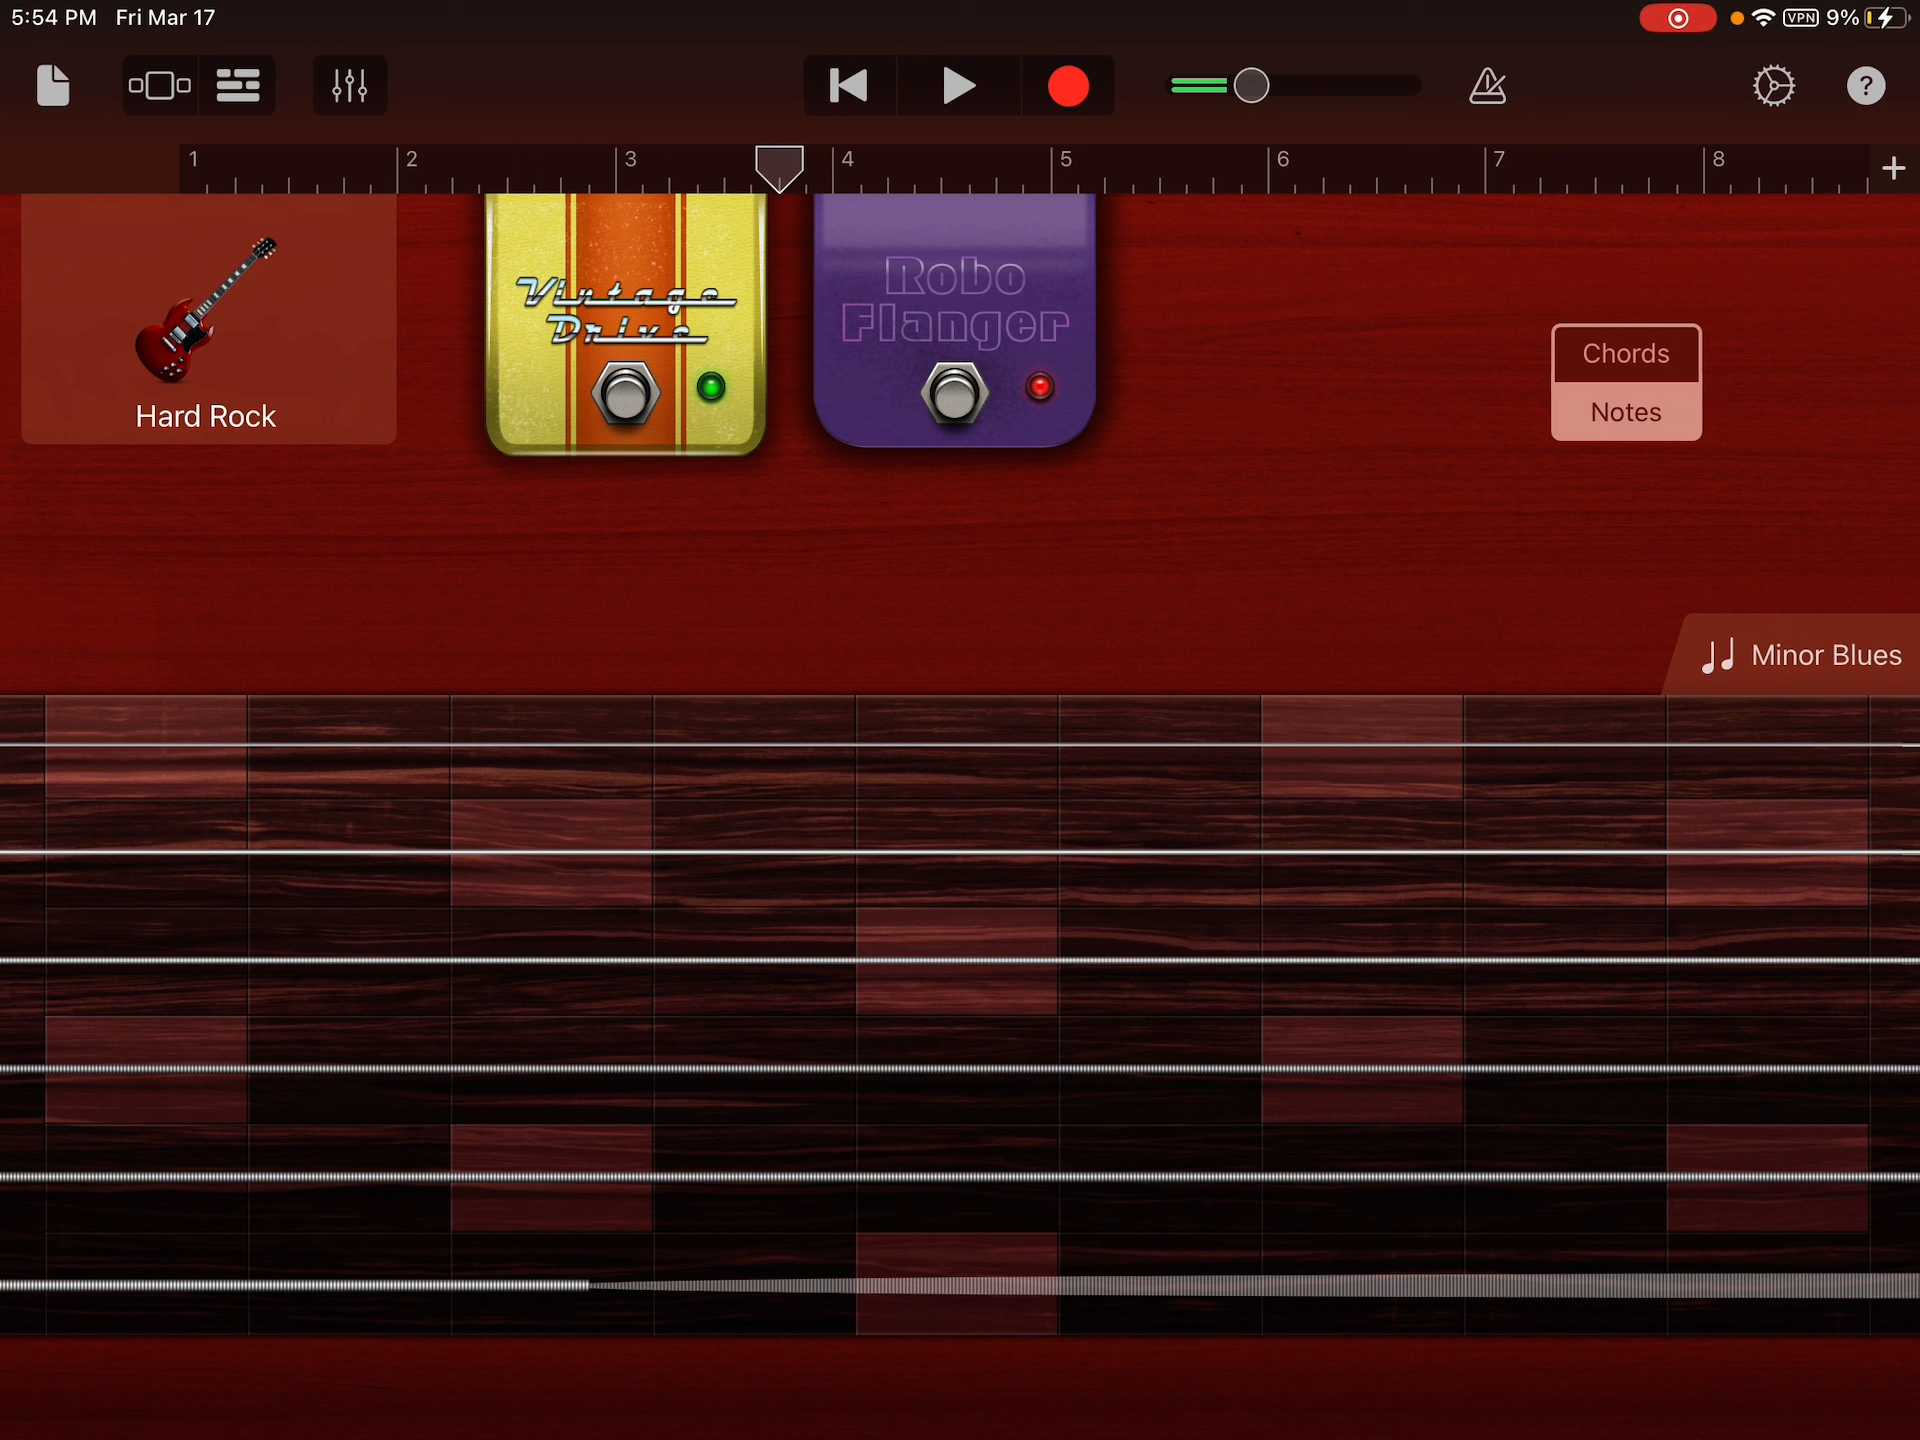 5:54 PM Fri Mar 17
VPN 9%
?
1 2 3 4 5 6 7 8 +
Vintage
Drive
Robo
Flanger
Hard Rock
Chords
Notes
Minor Blues